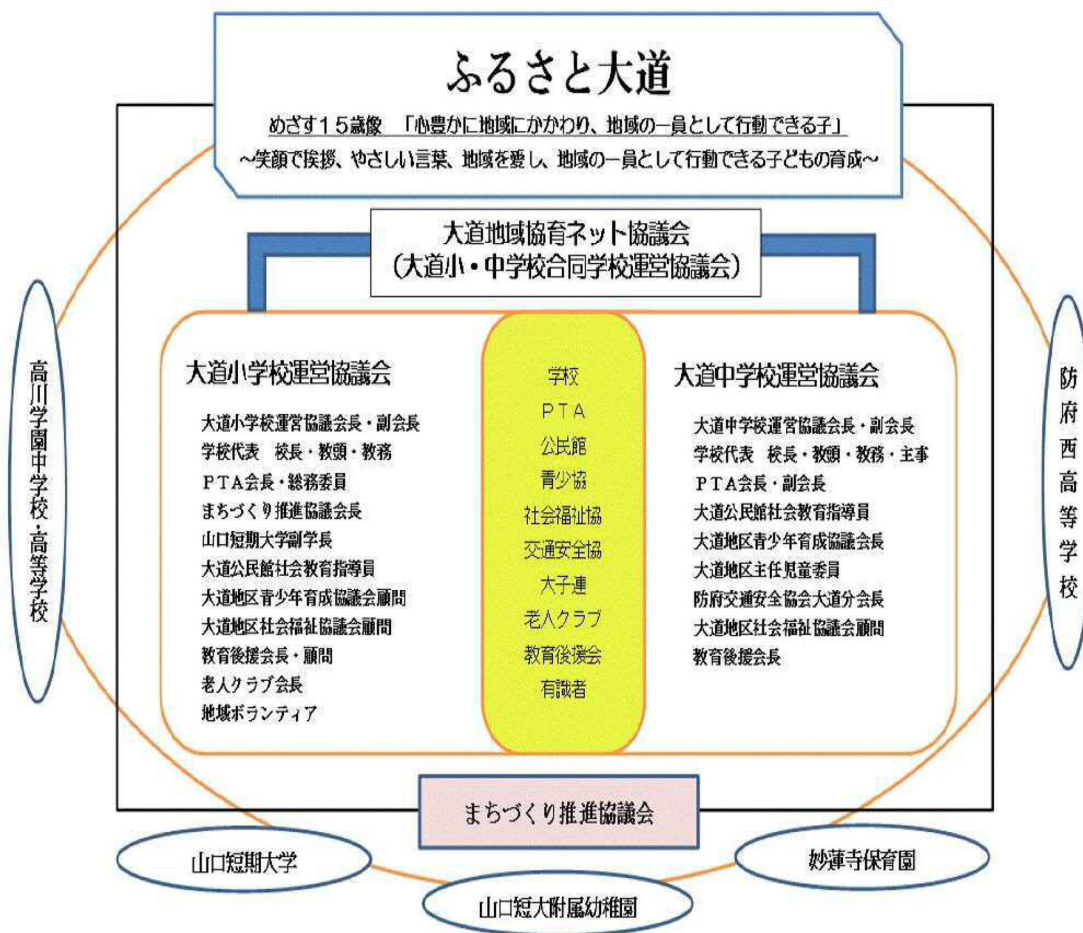 ふるさと大道
めざす15歳像 「心豊かに地域にかかわり、地域の一員として行動できる子」
~笑顔で挨拶、やさしい言葉、地域を愛し、地域の一員として行動できる子どもの育成~
大道地域協育ネット協議会
(大道小・中学校合同学校運営協議会)
高川学園中学校・高等学校
大道小学校運営協議会
大道小学校運営協議会長・副会長
学校代表 校長・教頭・教務
PTA会長・総務委員
まちづくり推進協議会長
山口短期大学副学長
大道公民館社会教育指導員
大道地区青少年育成協議会顧問
大道地区社会福祉協議会顧問
教育後援会長・顧問
老人クラブ会長
地域ボランティア
学校
PTA
公民館
青少協
社会福祉協
交通安全協
大子連
老人クラブ
教育後援会
有識者
大道中学校運営協議会
大道中学校運営協議会長・副会長
学校代表 校長・教頭・教務・主事
PTA会長・副会長
大道公民館社会教育指導員
大道地区青少年育成協議会長
大道地区主任児童委員
防府交通安全協会大道分会長
大道地区社会福祉協議会顧問
教育後援会長
防府西高等学校
まちづくり推進協議会
山口短期大学
山口短大附属幼稚園
妙蓮寺保育園